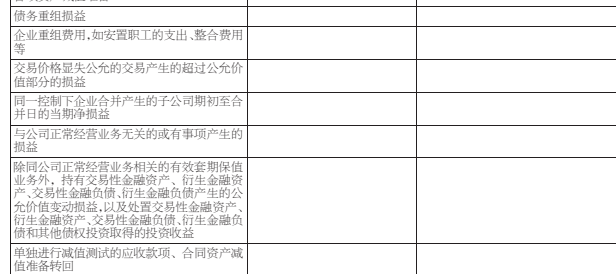 债务重组损益
企业重组费用,如安置职工的支出、整合费用
等
交易价格显失公允的交易产生的超过公允价
值部分的损益
同一控制下企业合并产生的子公司期初至合
并日的当期净损益
与公司正常经营业务无关的或有事项产生的
损益
除同公司正常经营业务相关的有效套期保值
业务外，持有交易性金融资产、衍生金融资
产、交易性金融负债、衍生金融负债产生的公
允价值变动损益,以及处置交易性金融资产、
衍生金融资产、交易性金融负债、衍生金融负
债和其他债权投资取得的投资收益
单独进行减值测试的应收款项、合同资产减
值准备转回